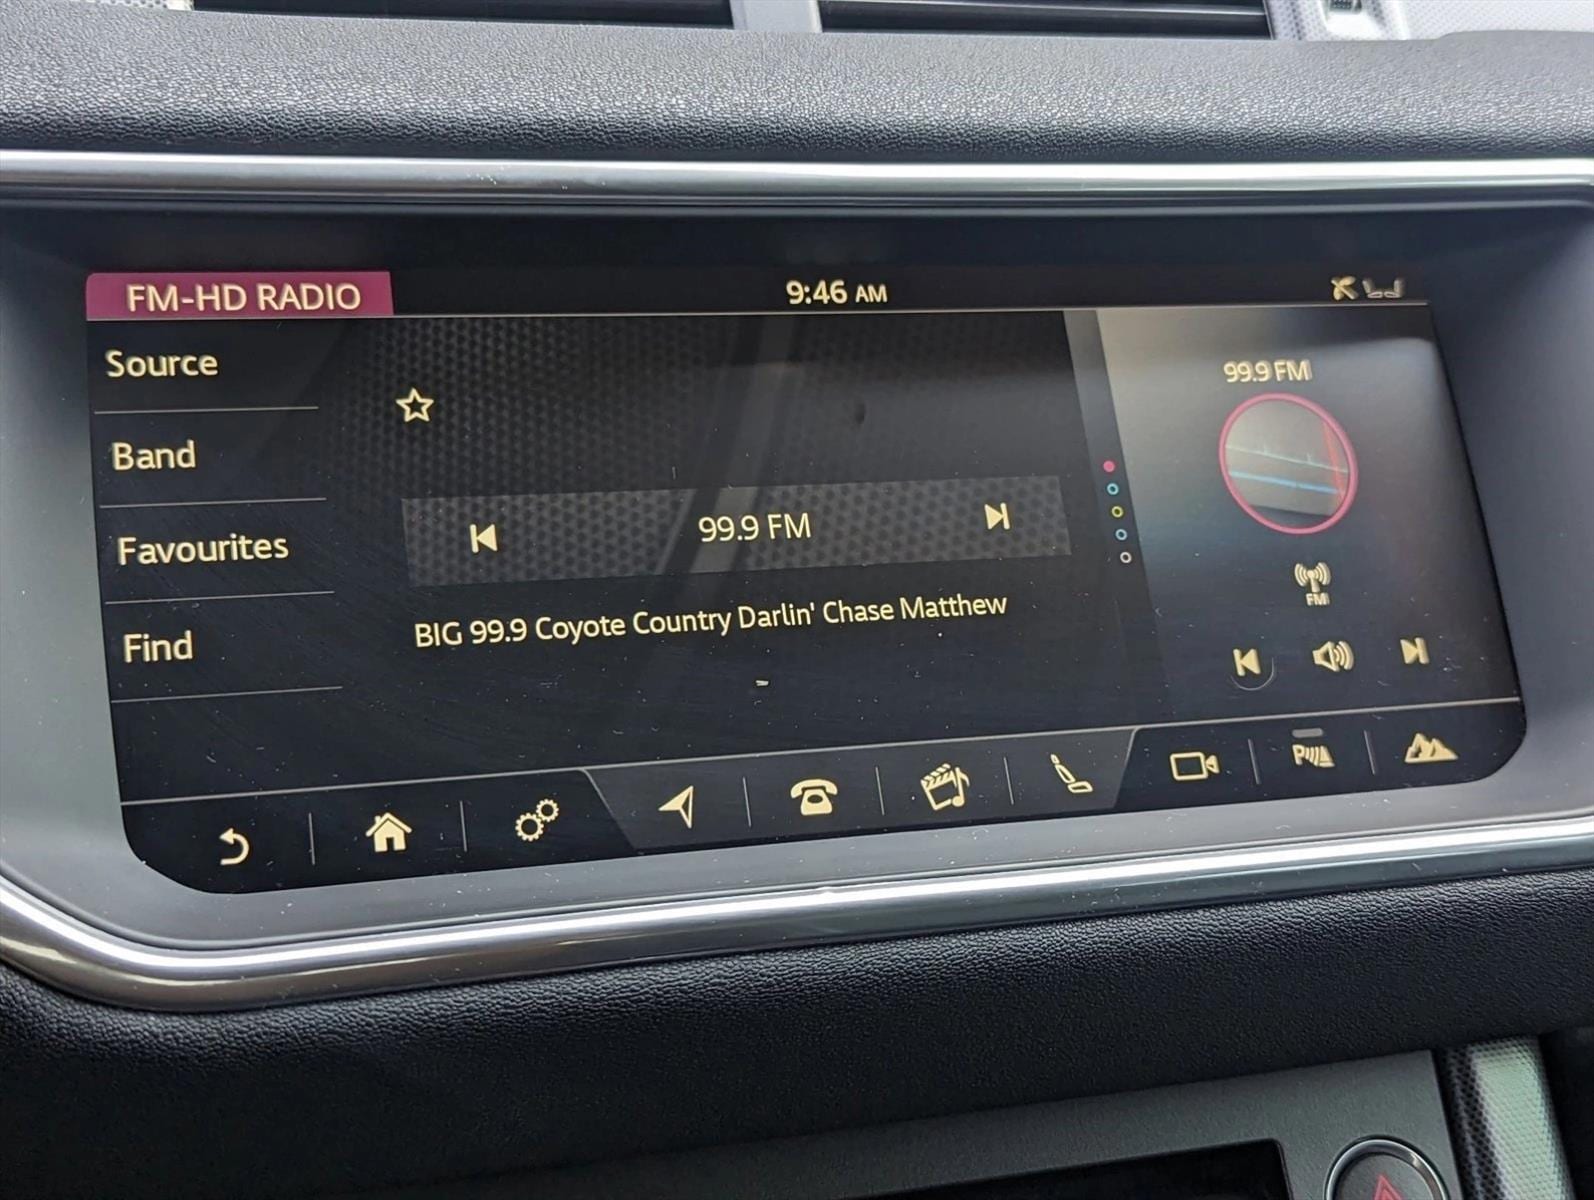 FM-HD RADIO
9:46 AM
Source
Band
Favourites
Find
99.9 FM
BIG 99.9 Coyote Country Darlin' Chase Matthew
99.9 FM
FM
P